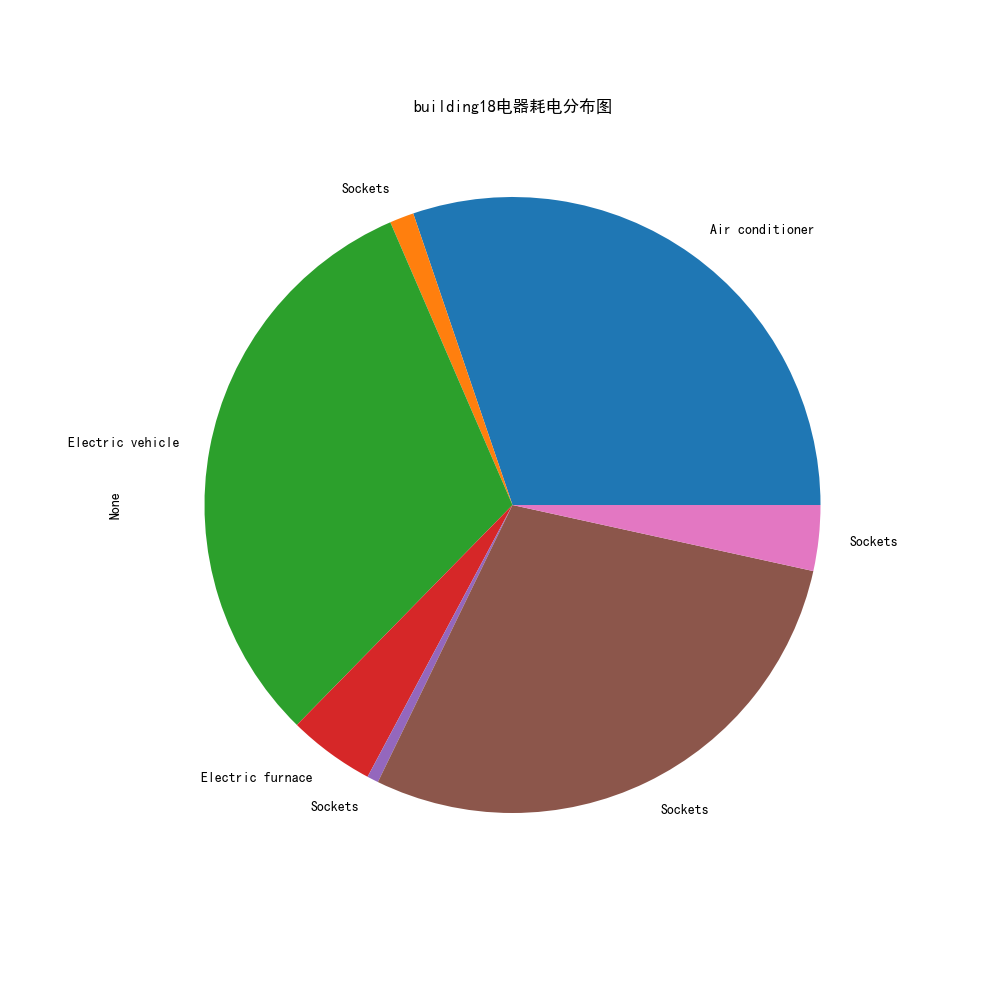 building18电器耗电分布图
Sockets
Air conditioner
Electric vehicle
None
Sockets
Electric furnace
Sockets
Sockets